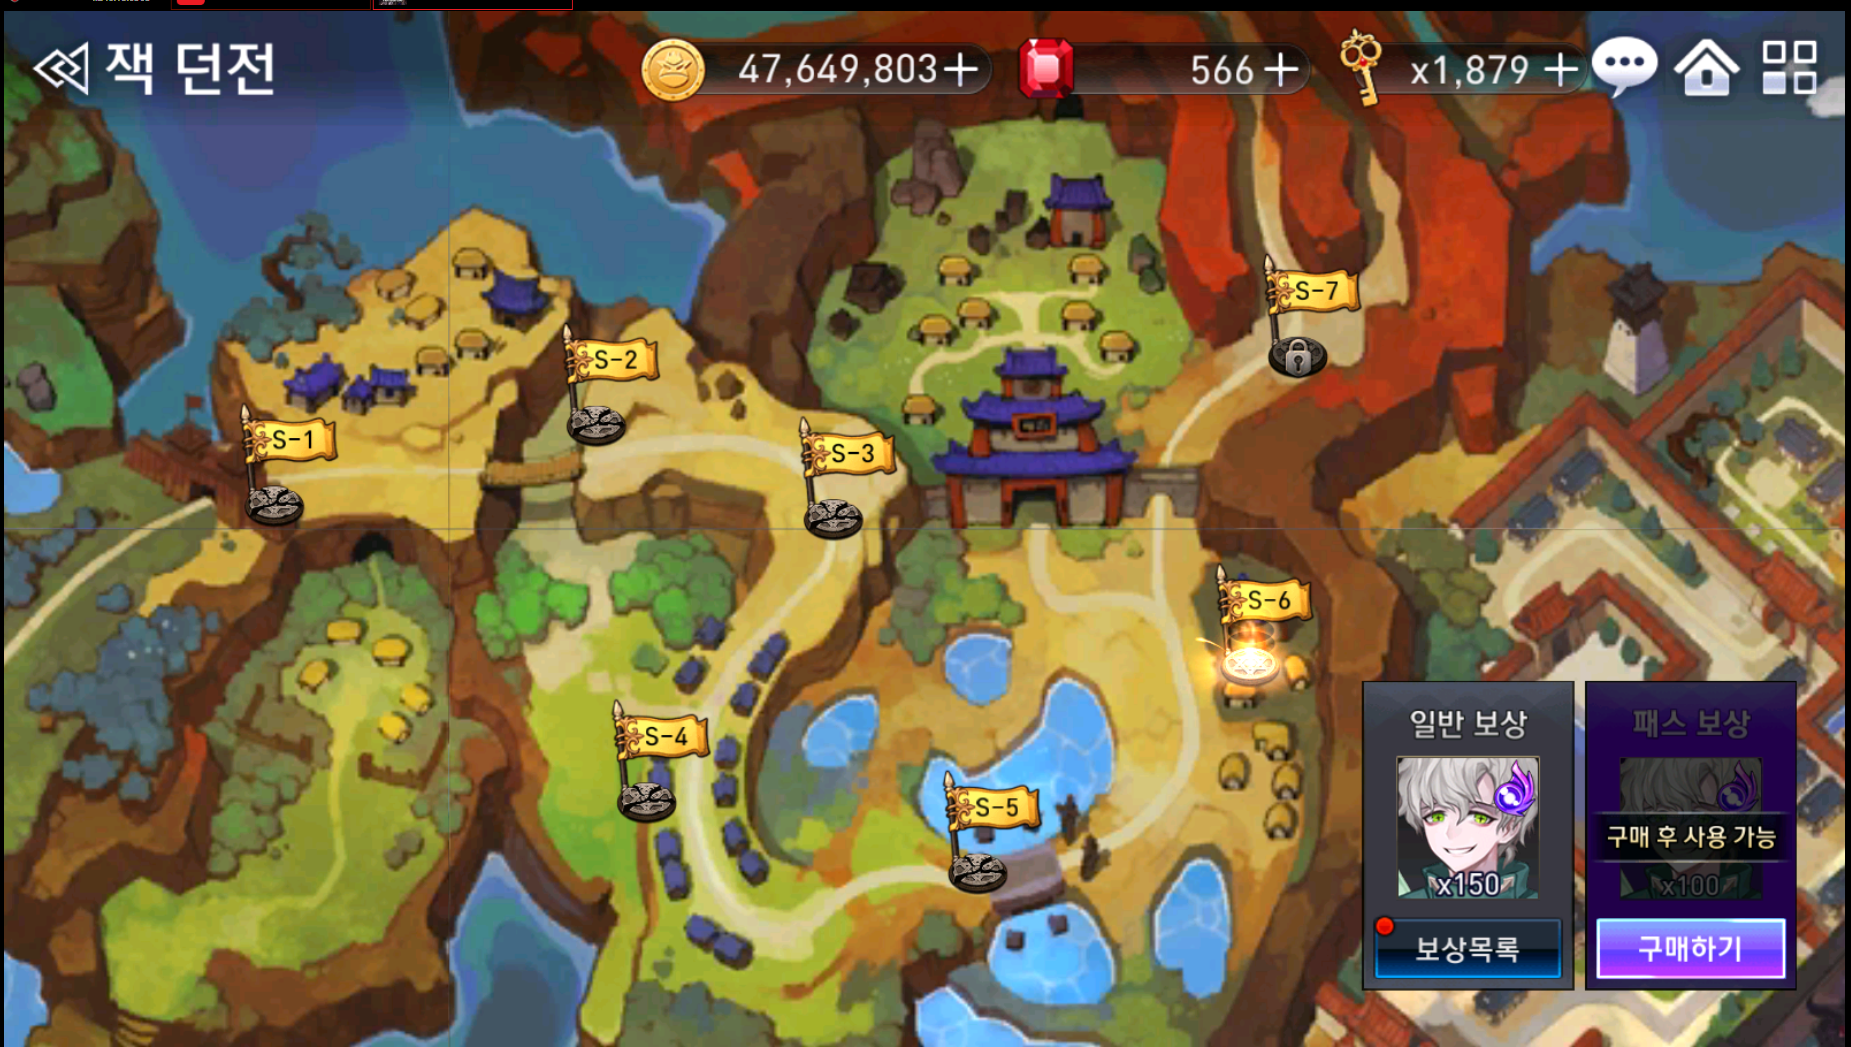 잭 던전
47,649,803
566
x1,879
S-1
S-2
S-3
S-4
S-5
S-6
S-7
일반 보상
x150
보상목록
패스 보상
구매 후 사용 가능
x100
구매하기